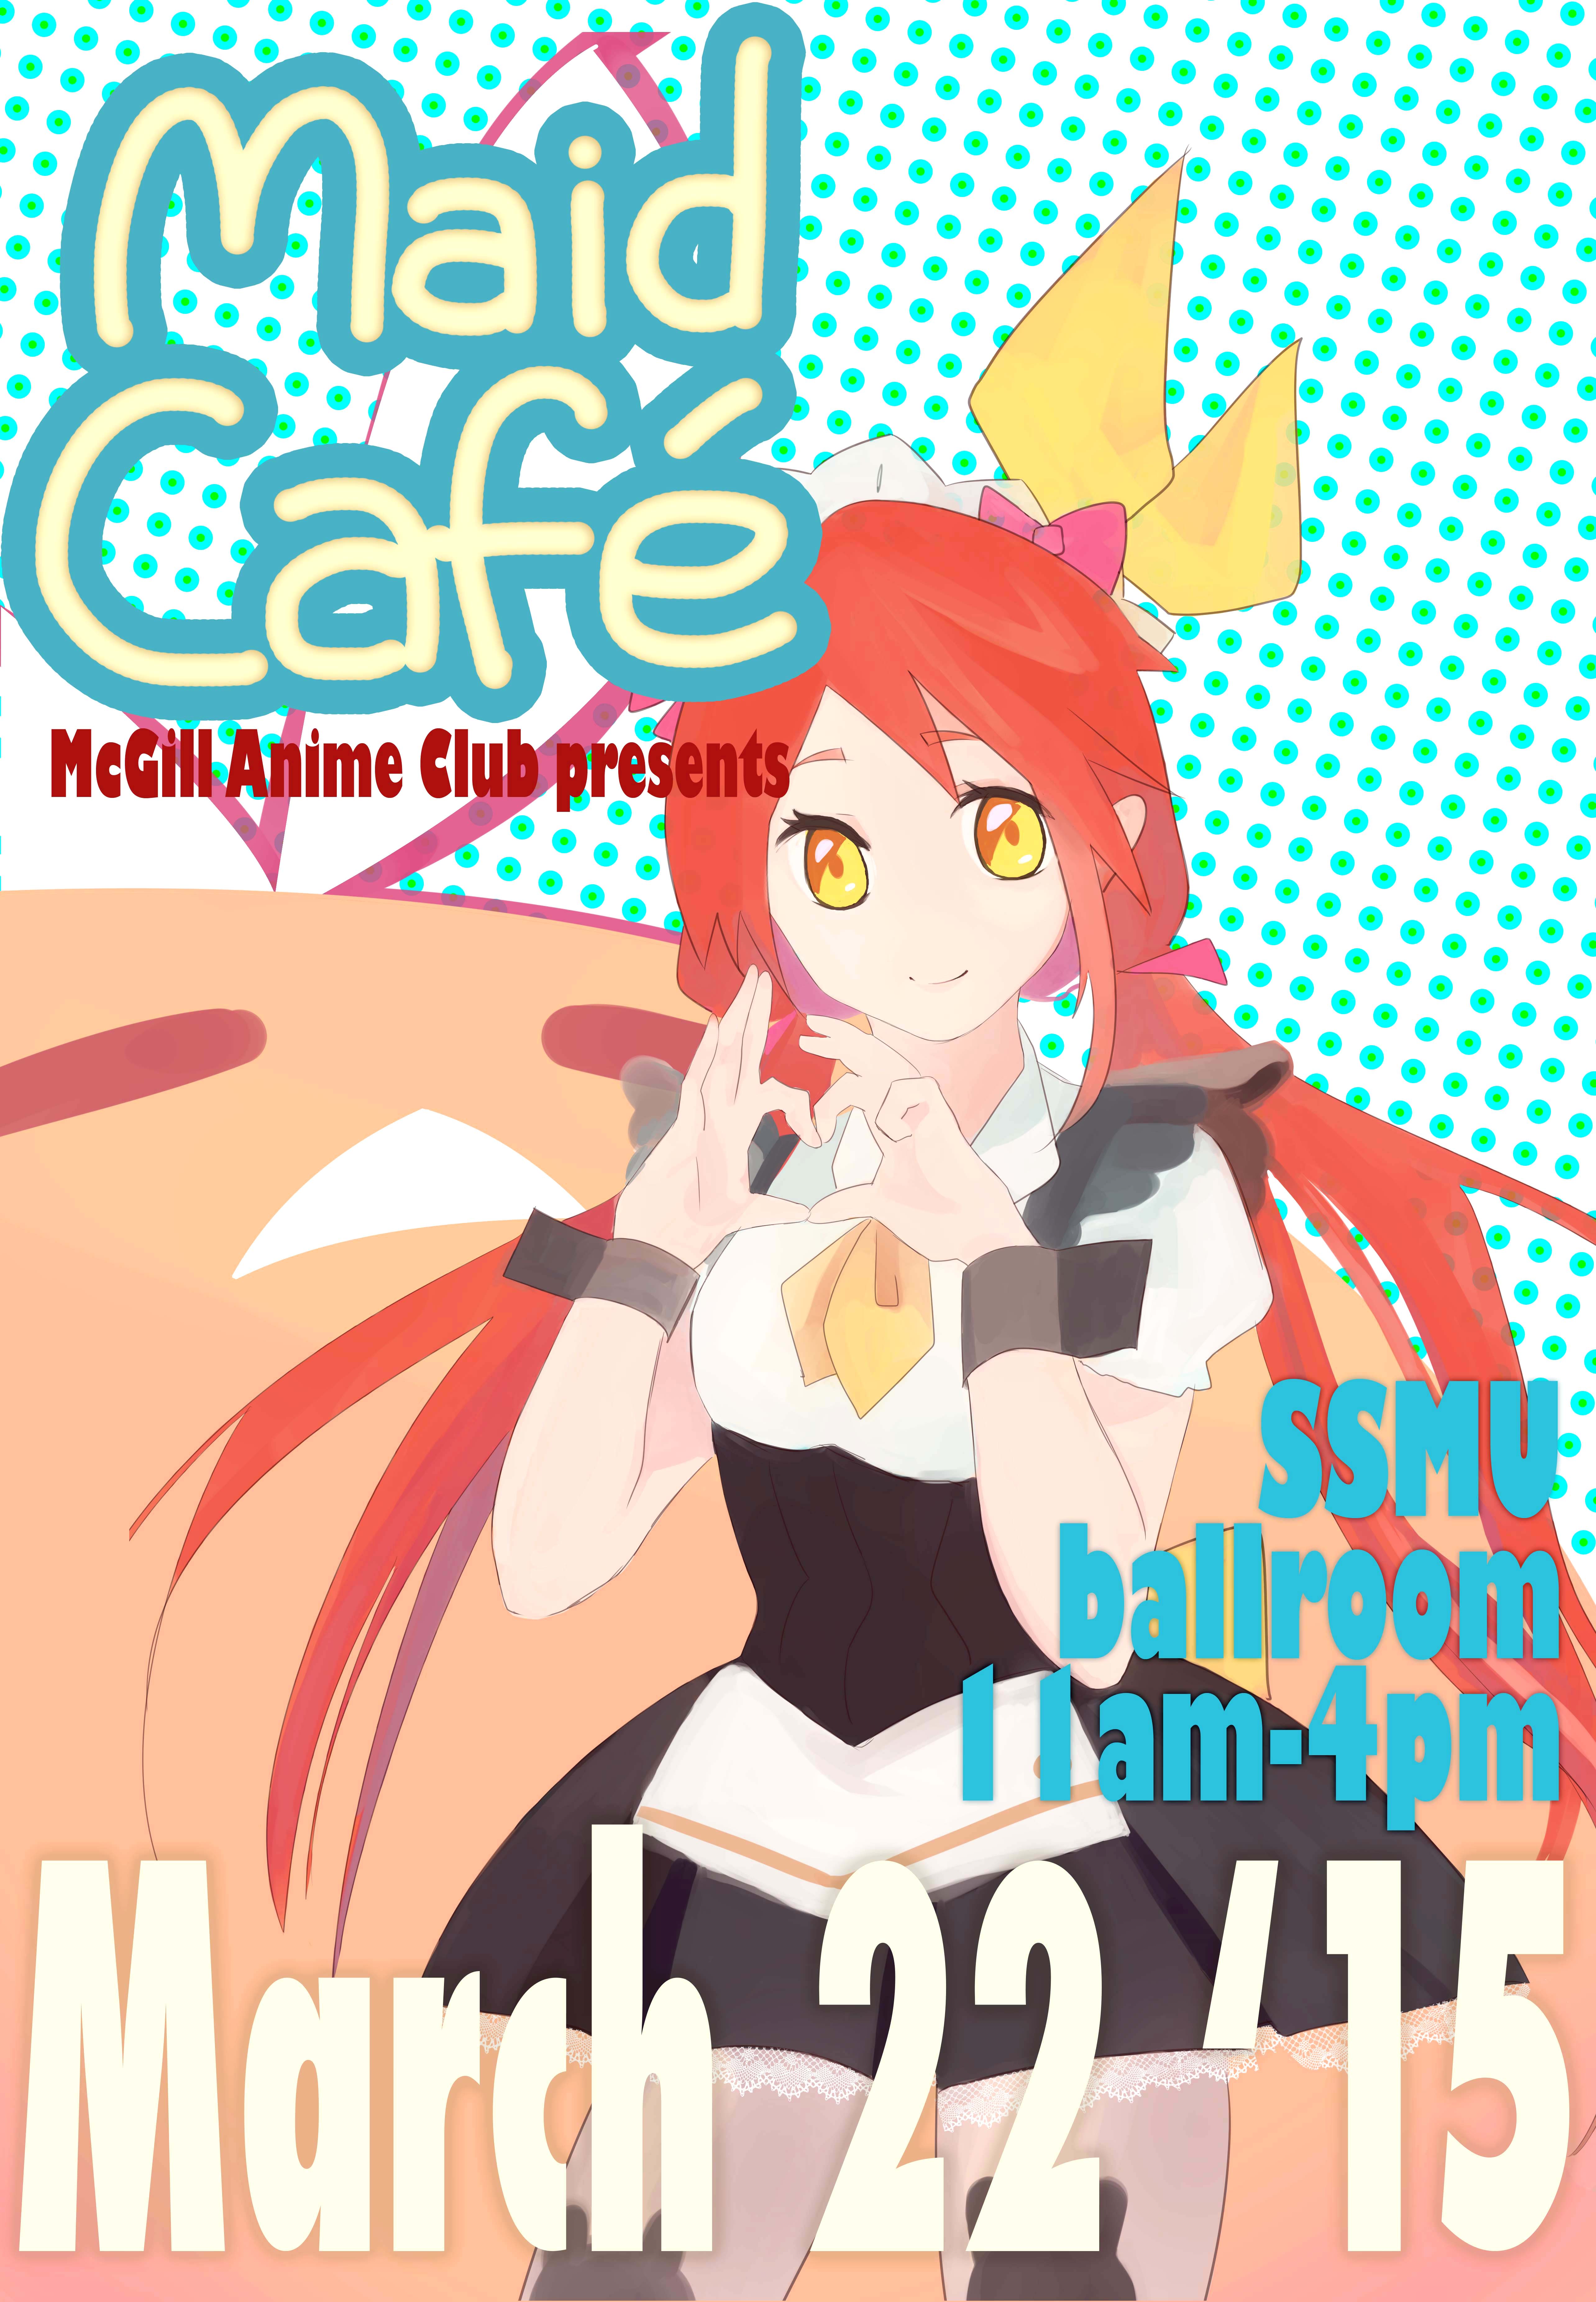 Maid
Café
McGill Anime Club presents
SSMU
ballroom
11am-4pm
March 22 '15